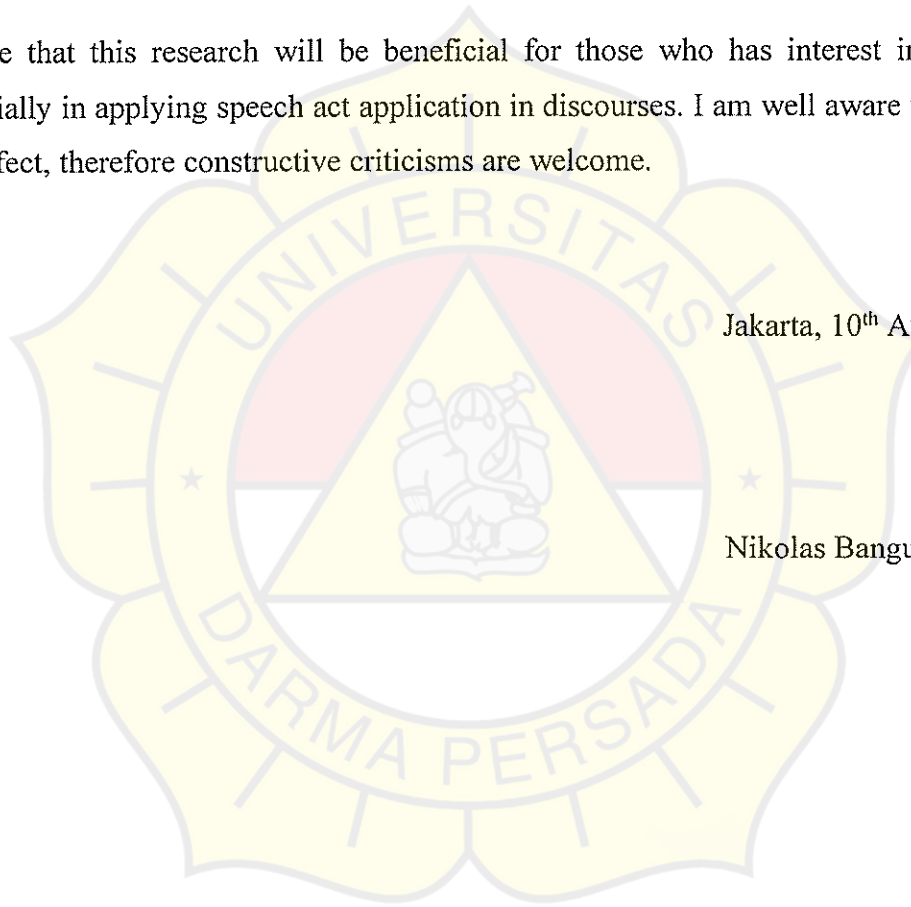 e that this research will be beneficial for those who has interest in
ially in applying speech act application in discourses. I am well aware
fect, therefore constructive criticisms are welcome.
UNIVERSITAS
Jakarta, 10th A
Nikolas Bangu
DARMA PERSADA